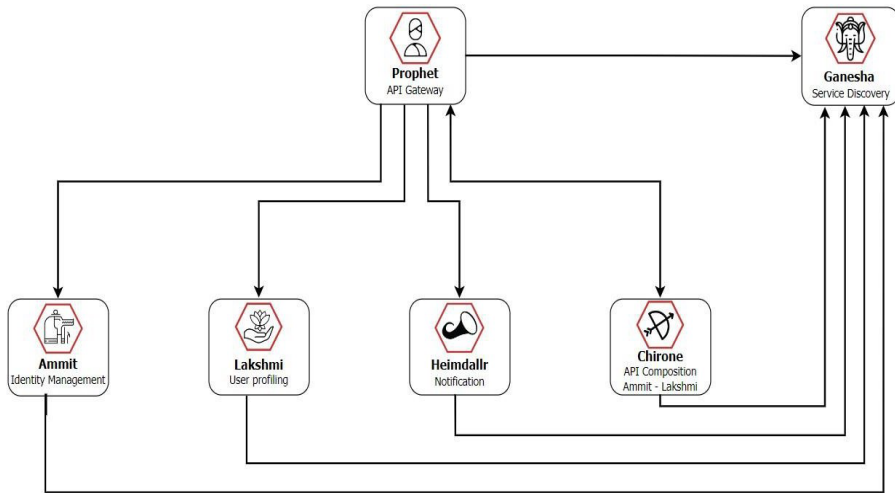 Prophet
API Gateway
Ganesha
Service Discovery
Ammit
Identity Management
Lakshmi
User profiling
Heimdallr
Notification
Chirone
API Composition
Ammit - Lakshmi